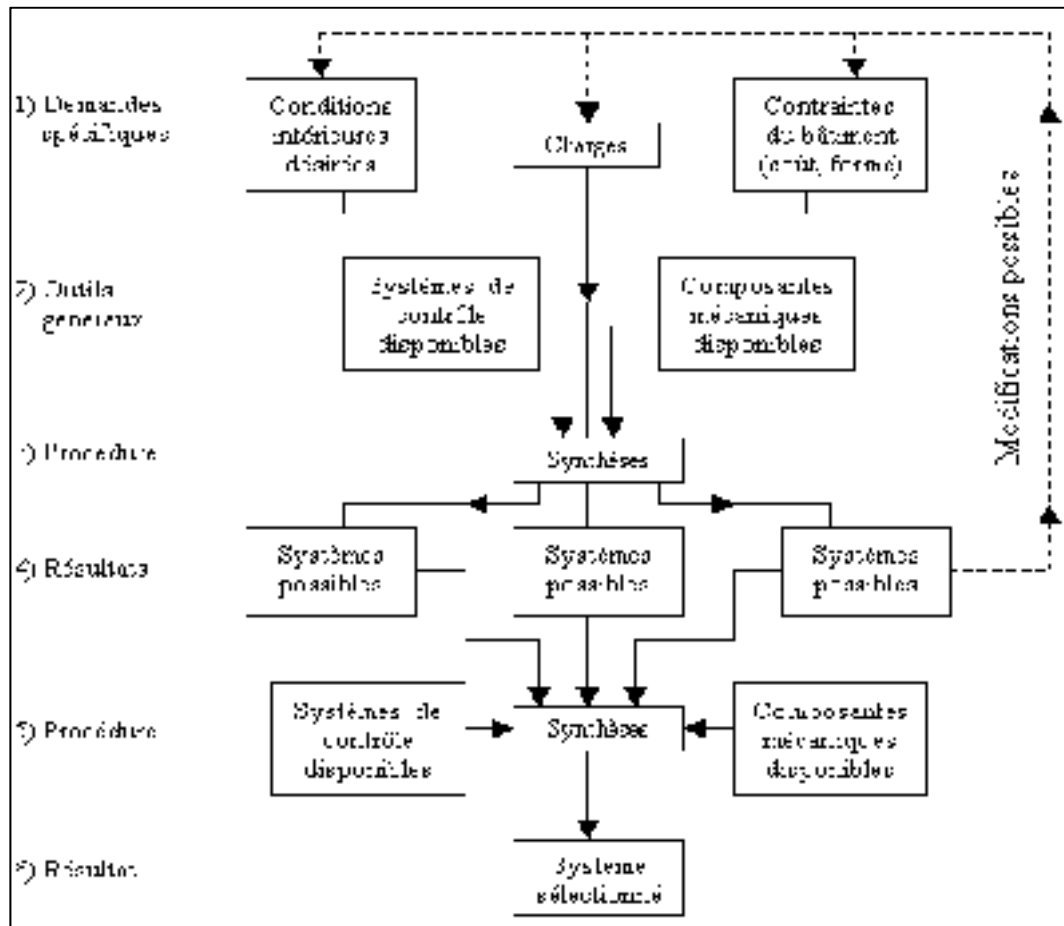 1) Demandes
spécifiques
Conditions
intérieures
désirées
Charges
Contraintes
du bâtiment
(coût, forme)
2) Outils
généraux
Systèmes de
contrôle
disponibles
Composantes
mécaniques
disponibles
Modifications possibles
3) Procédure
Synthèses
4) Résultats
Systèmes
possibles
Systèmes
possibles
Systèmes
possibles
5) Procédure
Systèmes de
contrôle
disponibles
Synthèses
Composantes
mécaniques
disponibles
6) Résultat
Système
sélectionné